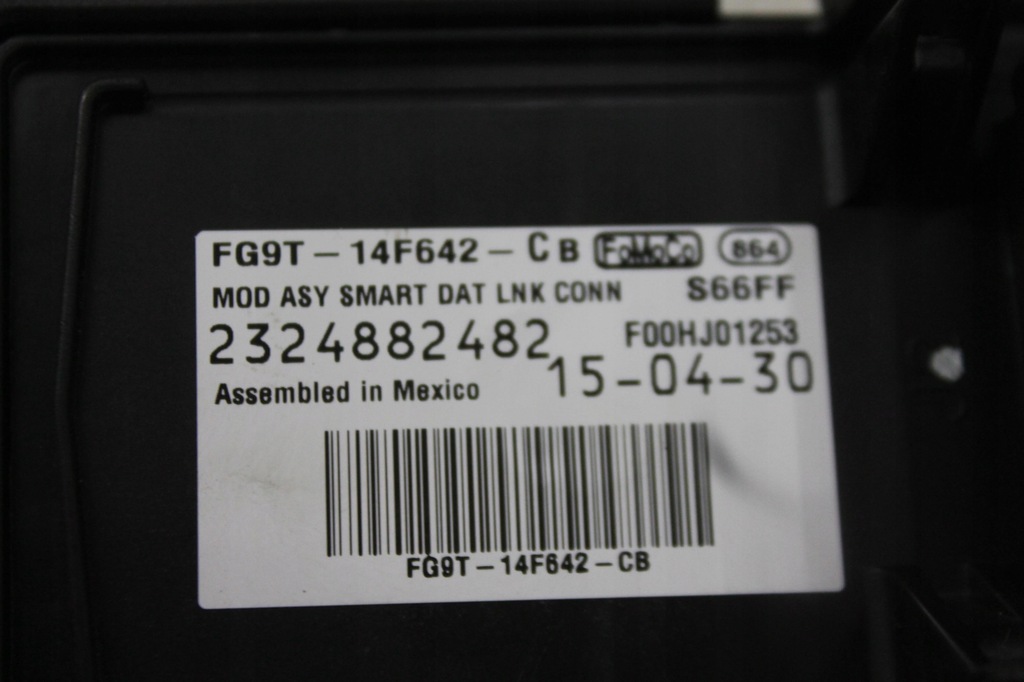 FG9T-14F642-CB FoMoCo 864
MOD ASY SMART DAT LNK CONN S66FF
2324882482 F00HJ01253
Assembled in Mexico 15-04-30
FG9T-14F642-CB